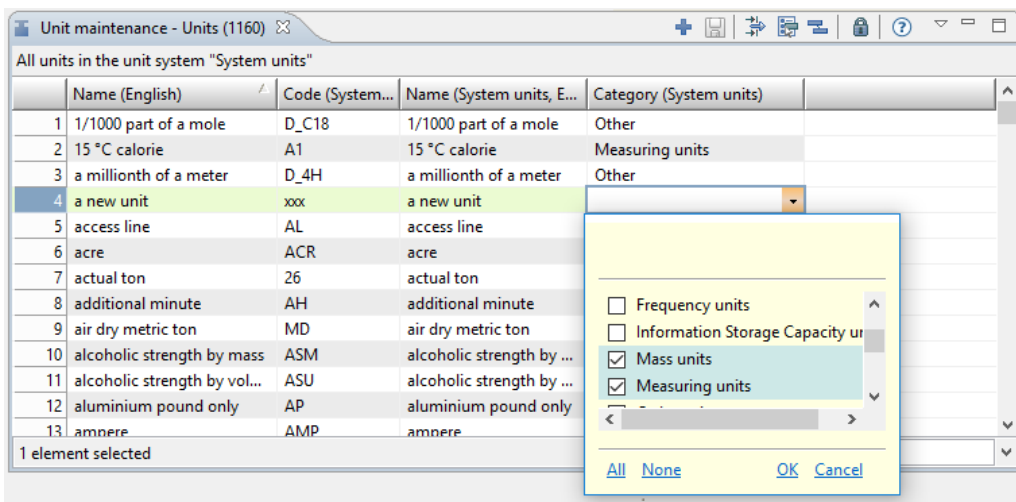 Unit maintenance - Units (1160)
All units in the unit system "System units"
Name (English) Code (System... Name (System units, E... Category (System units)
1 1/1000 part of a mole D_C18 1/1000 part of a mole Other
2 15 °C calorie A1 15 °C calorie Measuring units
3 a millionth of a meter D_4H a millionth of a meter Other
4 a new unit xxx a new unit
5 access line AL access line
6 acre ACR acre
7 actual ton 26 actual ton
8 additional minute AH additional minute
9 air dry metric ton MD air dry metric ton
10 alcoholic strength by mass ASM alcoholic strength by ...
11 alcoholic strength by vol... ASU alcoholic strength by ...
12 aluminium pound only AP aluminium pound only
13 ampere AMP ampere
Frequency units
Information Storage Capacity
Mass units
Measuring units
1 element selected
All None OK Cancel